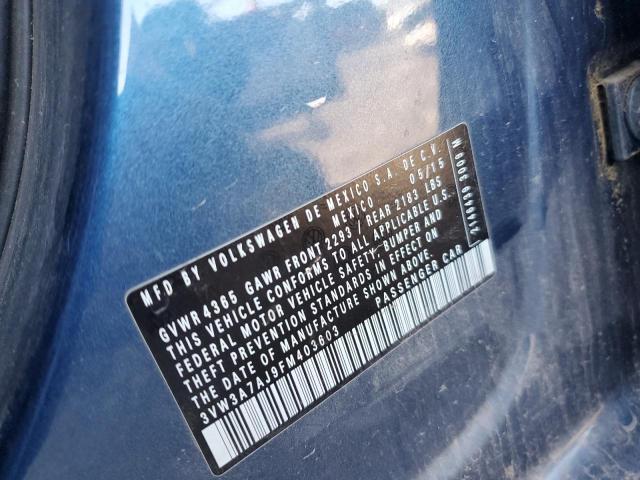 MFD BY VOLKSWAGEN DE MEXICO S.A. DE C.V.
MEXICO 05/15
GVWR 4365 GAWR FRONT 2293 / REAR 2183 LBS
THIS VEHICLE CONFORMS TO ALL APPLICABLE U.S.
FEDERAL MOTOR VEHICLE SAFETY, BUMPER AND
THEFT PREVENTION STANDARDS IN EFFECT ON
THE DATE OF MANUFACTURE SHOWN ABOVE.
3VW3A7AJ9FM403603 PASSENGER CAR